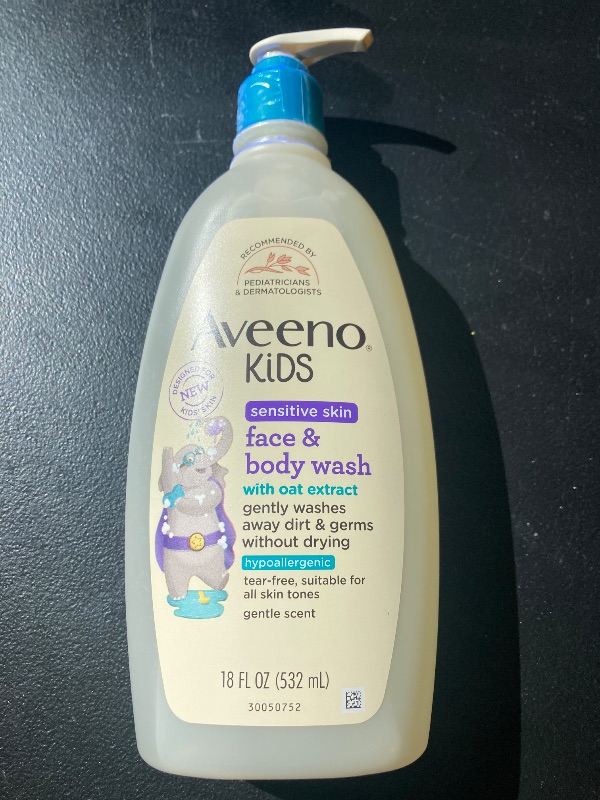 RECOMMENDED BY
PEDIATRICIANS
& DERMATOLOGISTS
Aveeno®
KiDS
DESIGNED FOR
NEW
KIDS' SKIN
sensitive skin
face &
body wash
with oat extract
gently washes
away dirt & germs
without drying
hypoallergenic
tear-free, suitable for
all skin tones
gentle scent
18 FL OZ (532 mL)
30050752